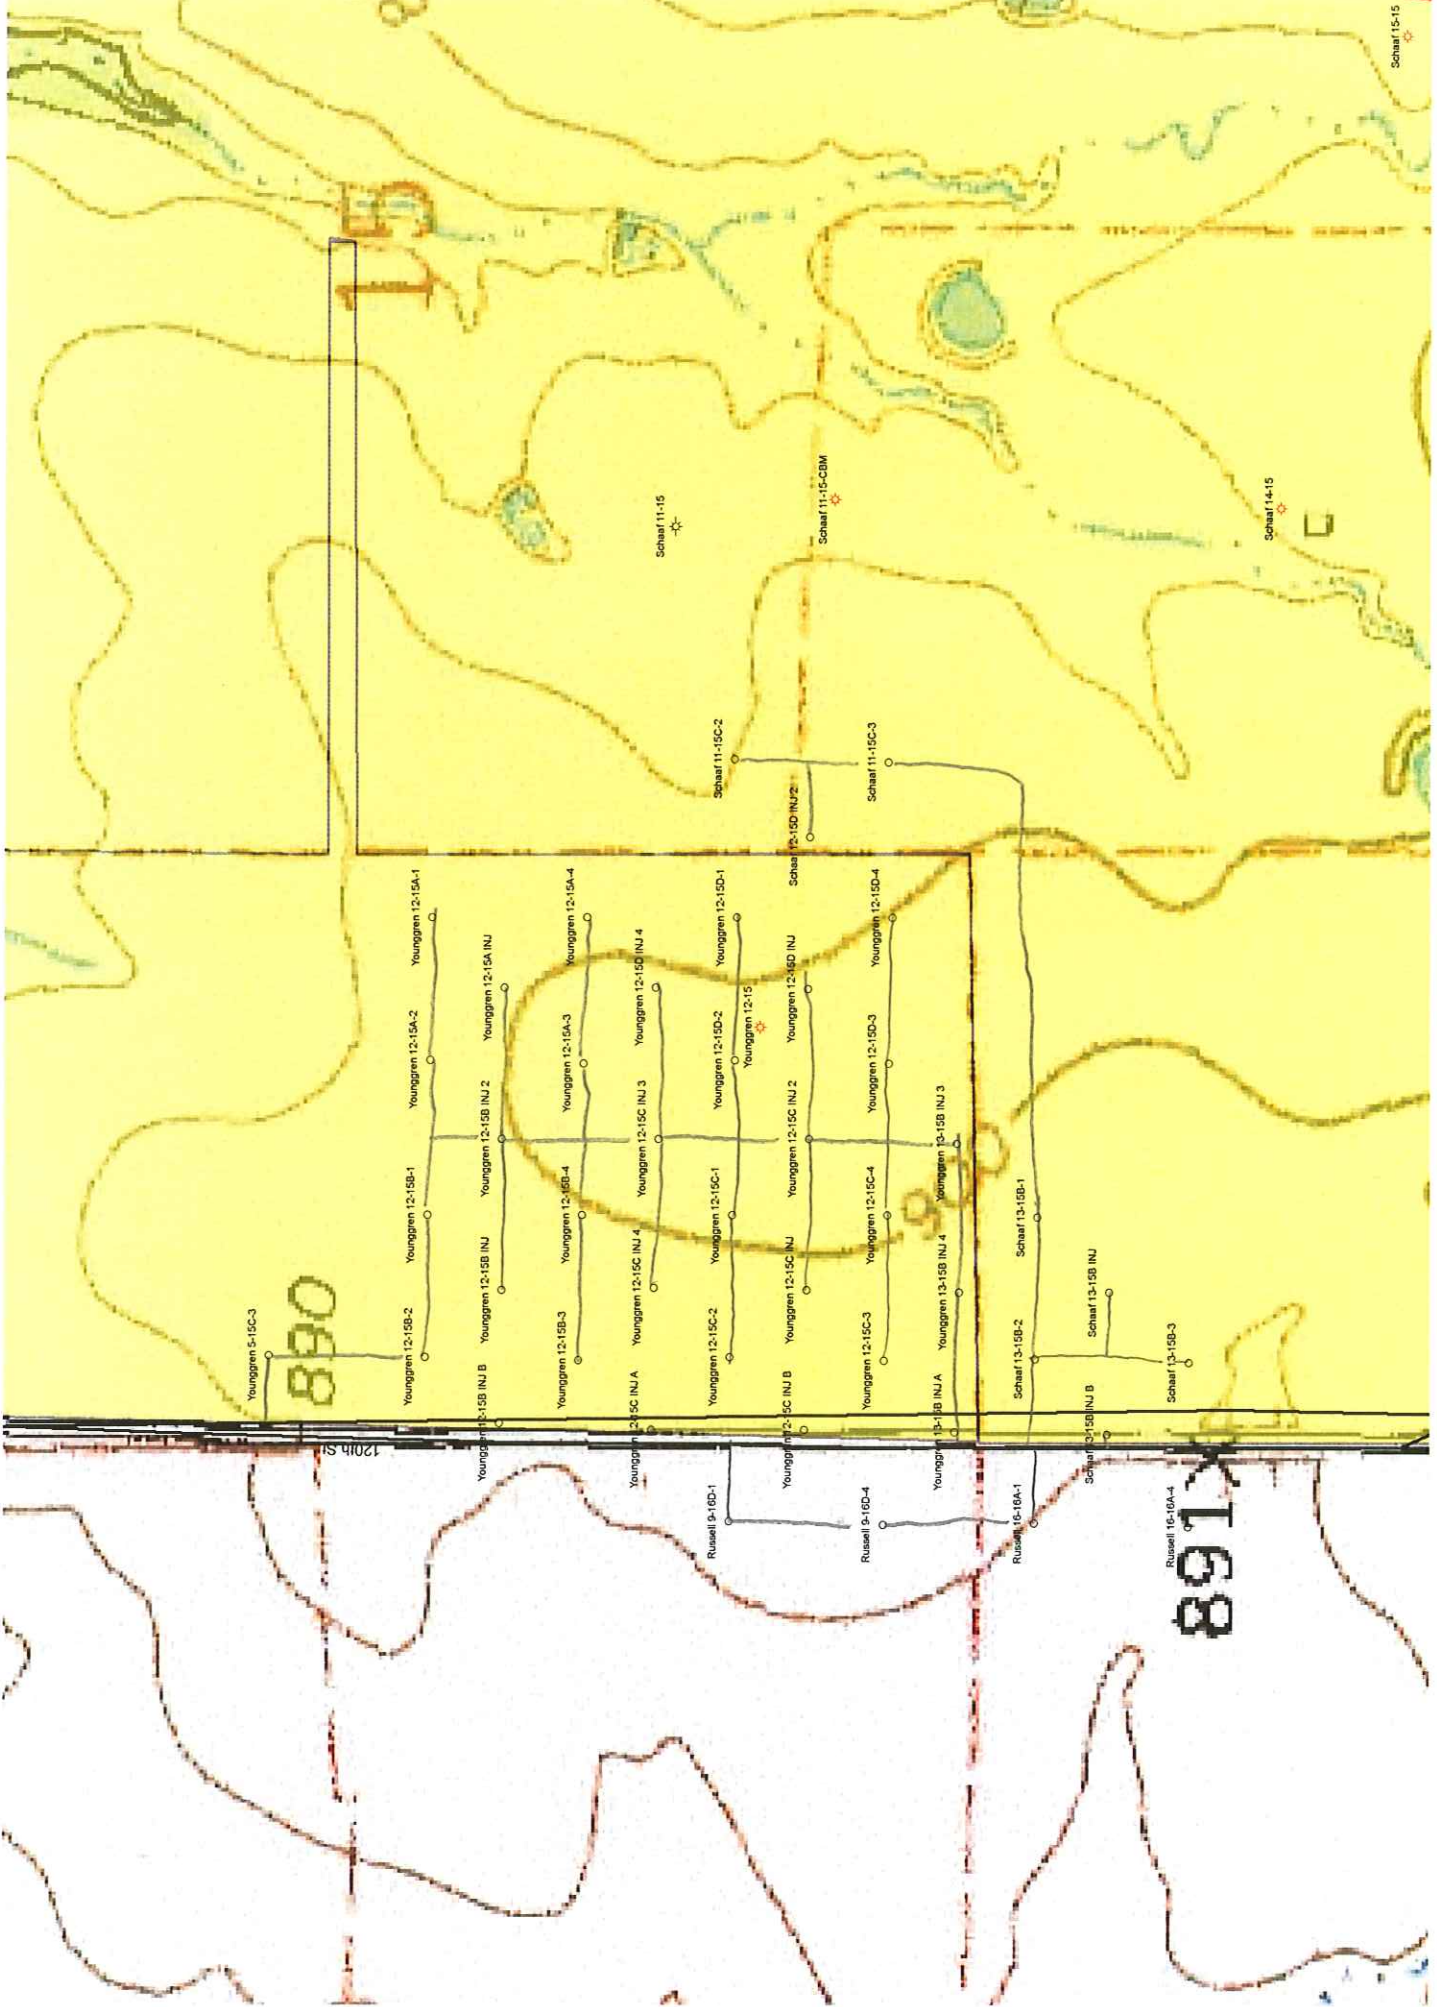 Schaaf 15-15
8
15
Schaaf 11-15
Schaaf 11-15-CBM
Schaaf 14-15
Schaaf 11-15C-2
Schaaf 11-15C-3
Schaaf 12-15D INJ 2
Younggren 12-15A-1
Younggren 12-15A-4
Younggren 12-15D-1
Younggren 12-15D-4
Younggren 12-15A INJ
Younggren 12-15D INJ 4
Younggren 12-15D INJ
Younggren 12-15
Younggren 12-15A-2
Younggren 12-15A-3
Younggren 12-15D-2
Younggren 12-15D-3
Younggren 12-15B INJ 2
Younggren 12-15C INJ 3
Younggren 12-15C INJ 2
Younggren 13-15B INJ 3
900
Younggren 12-15B-1
Younggren 12-15B-4
Younggren 12-15C-1
Younggren 12-15C-4
Schaaf 13-15B-1
Younggren 12-15B INJ
Younggren 12-15C INJ 4
Younggren 12-15C INJ
Younggren 13-15B INJ 4
Schaaf 13-15B INJ
Younggren 5-15C-3
890
Younggren 12-15B-2
Younggren 12-15B-3
Younggren 12-15C-2
Younggren 12-15C-3
Schaaf 13-15B-2
Schaaf 13-15B-3
120th St
Younggren 12-15B INJ B
Younggren 12-15C INJ A
Younggren 12-15C INJ B
Younggren 13-15B INJ A
Schaaf 13-15B INJ B
Russell 9-16D-1
Russell 9-16D-4
Russell 16-16A-1
Russell 16-16A-4
891